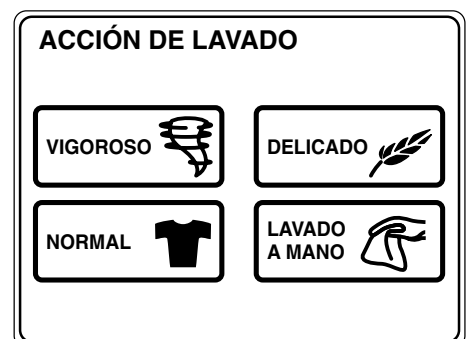 ACCIÓN DE LAVADO
VIGOROSO
DELICADO
NORMAL
LAVADO
A MANO